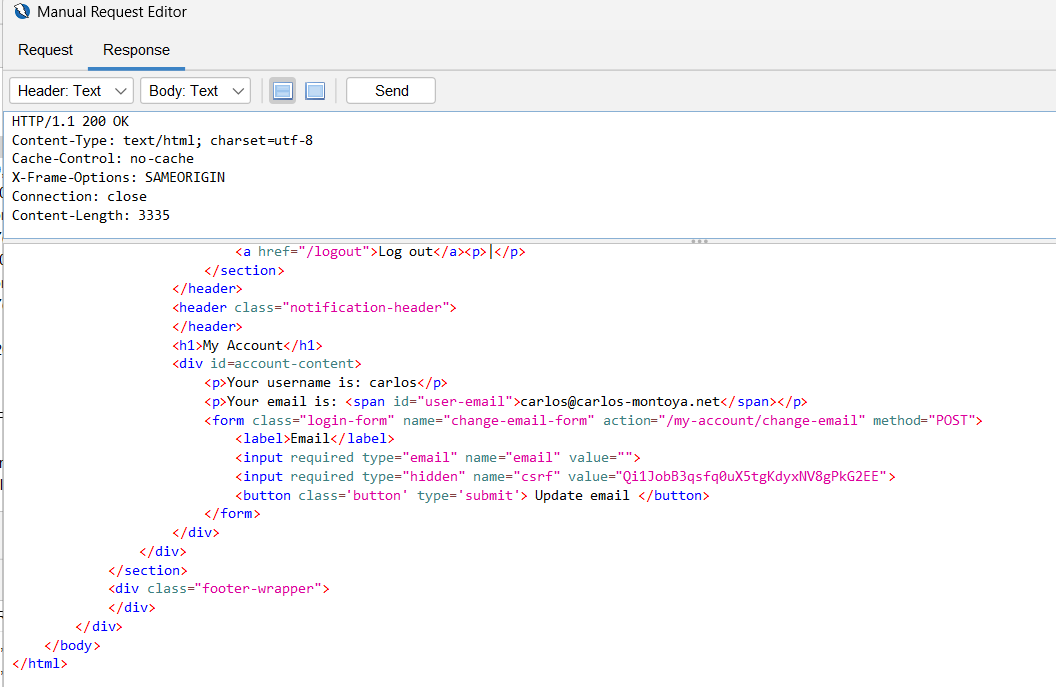 Manual Request Editor
Request Response
Header: Text Body: Text Send
HTTP/1.1 200 OK
Content-Type: text/html; charset=utf-8
Cache-Control: no-cache
X-Frame-Options: SAMEORIGIN
Connection: close
Content-Length: 3335
<a href="/logout">Log out</a><p>|</p>
</section>
</header>
<header class="notification-header">
</header>
<h1>My Account</h1>
<div id=account-content>
<p>Your username is: carlos</p>
<p>Your email is: <span id="user-email">carlos@carlos-montoya.net</span></p>
<form class="login-form" name="change-email-form" action="/my-account/change-email" method="POST">
<label>Email</label>
<input required type="email" name="email" value="">
<input required type="hidden" name="csrf" value="Qi1JobB3qsfq0uX5tgKdyxNV8gPkG2EE">
<button class='button' type='submit'> Update email </button>
</form>
</div>
</div>
</section>
<div class="footer-wrapper">
</div>
</div>
</body>
</html>